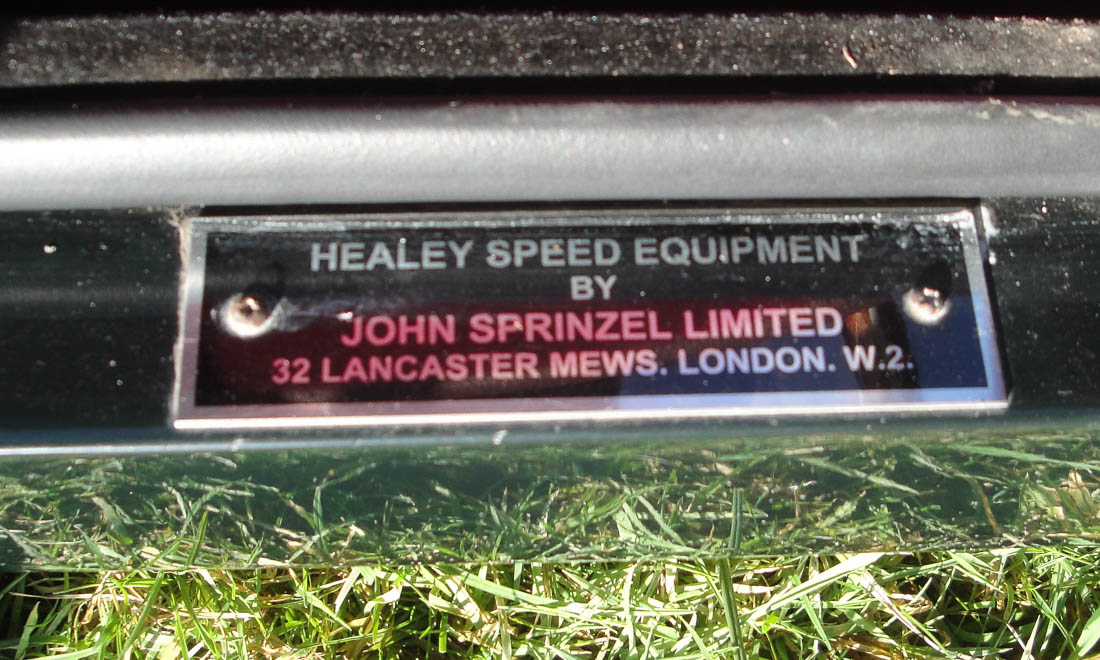 HEALEY SPEED EQUIPMENT
BY
JOHN SPRINZEL LIMITED
32 LANCASTER MEWS. LONDON. W.2.